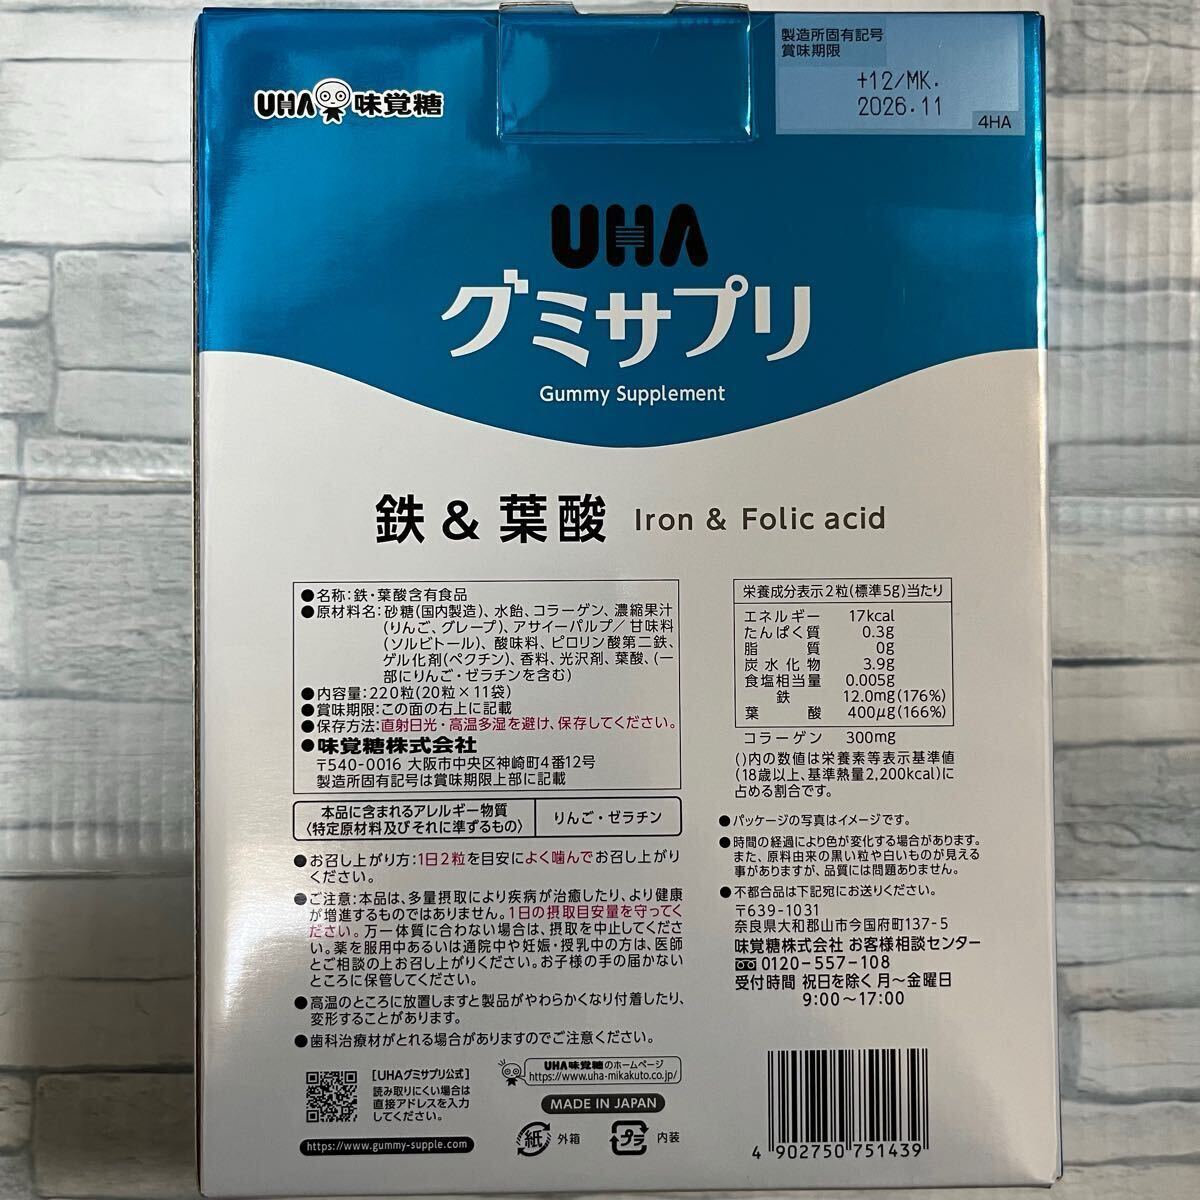 UHA味覚糖
製造所固有記号
賞味期限
+12/MK.
2026.11
4HA
UHA
グミサプリ
Gummy Supplement
鉄 & 葉酸 Iron & Folic acid
●名称:鉄・葉酸含有食品
●原材料名:砂糖(国内製造)、水飴、コラーゲン、濃縮果汁
(りんご、グレープ)、アサイーパルプ/甘味料
(ソルビトール)、酸味料、ピロリン酸第二鉄、
ゲル化剤(ペクチン)、香料、光沢剤、葉酸、(一
部にりんご・ゼラチンを含む)
●内容量:220粒(20粒×11袋)
●賞味期限:この面の右上に記載
●保存方法:直射日光・高温多湿を避け、保存してください。
●味覚糖株式会社
〒540-0016 大阪市中央区神崎町4番12号
製造所固有記号は賞味期限上部に記載
本品に含まれるアレルギー物質
〈特定原材料及びそれに準ずるもの〉
りんご・ゼラチン
●お召し上がり方:1日2粒を目安によく噛んでお召し上がり
ください。
●ご注意:本品は、多量摂取により疾病が治癒したり、より健康
が増進するものではありません。1日の摂取目安量を守ってく
ださい。万一体質に合わない場合は、摂取を中止してくださ
い。薬を服用中あるいは通院中や妊娠・授乳中の方は、医師
とご相談の上お召し上がりください。お子様の手の届かない
ところに保管してください。
●高温のところに放置しますと製品がやわらかくなり付着したり、
変形することがあります。
●歯科治療材がとれる場合がありますのでご注意ください。
栄養成分表示2粒(標準5g)当たり
エネルギー 17kcal
たんぱく質 0.3g
脂質 0g
炭水化物 3.9g
食塩相当量 0.005g
鉄 12.0mg(176%)
葉酸 400μg(166%)
コラーゲン 300mg
()内の数値は栄養素等表示基準値
(18歳以上、基準熱量2,200kcal)に
占める割合です。
●パッケージの写真はイメージです。
●時間の経過により色が変化する場合があります。
また、原料由来の黒い粒や白いものが見える
事がありますが、品質には問題ありません。
●不都合品は下記宛にお送りください。
〒639-1031
奈良県大和郡山市今国府町137-5
味覚糖株式会社 お客様相談センター
0120-557-108
受付時間 祝日を除く 月〜金曜日
9:00〜17:00
[UHAグミサプリ公式]
読み取りにくい場合は
直接アドレスを入力
してください。
https://www.gummy-supple.com
UHA味覚糖のホームページ
https://www.uha-mikakuto.co.jp/
MADE IN JAPAN
紙 外箱
プラ 内装
4 902750 751439